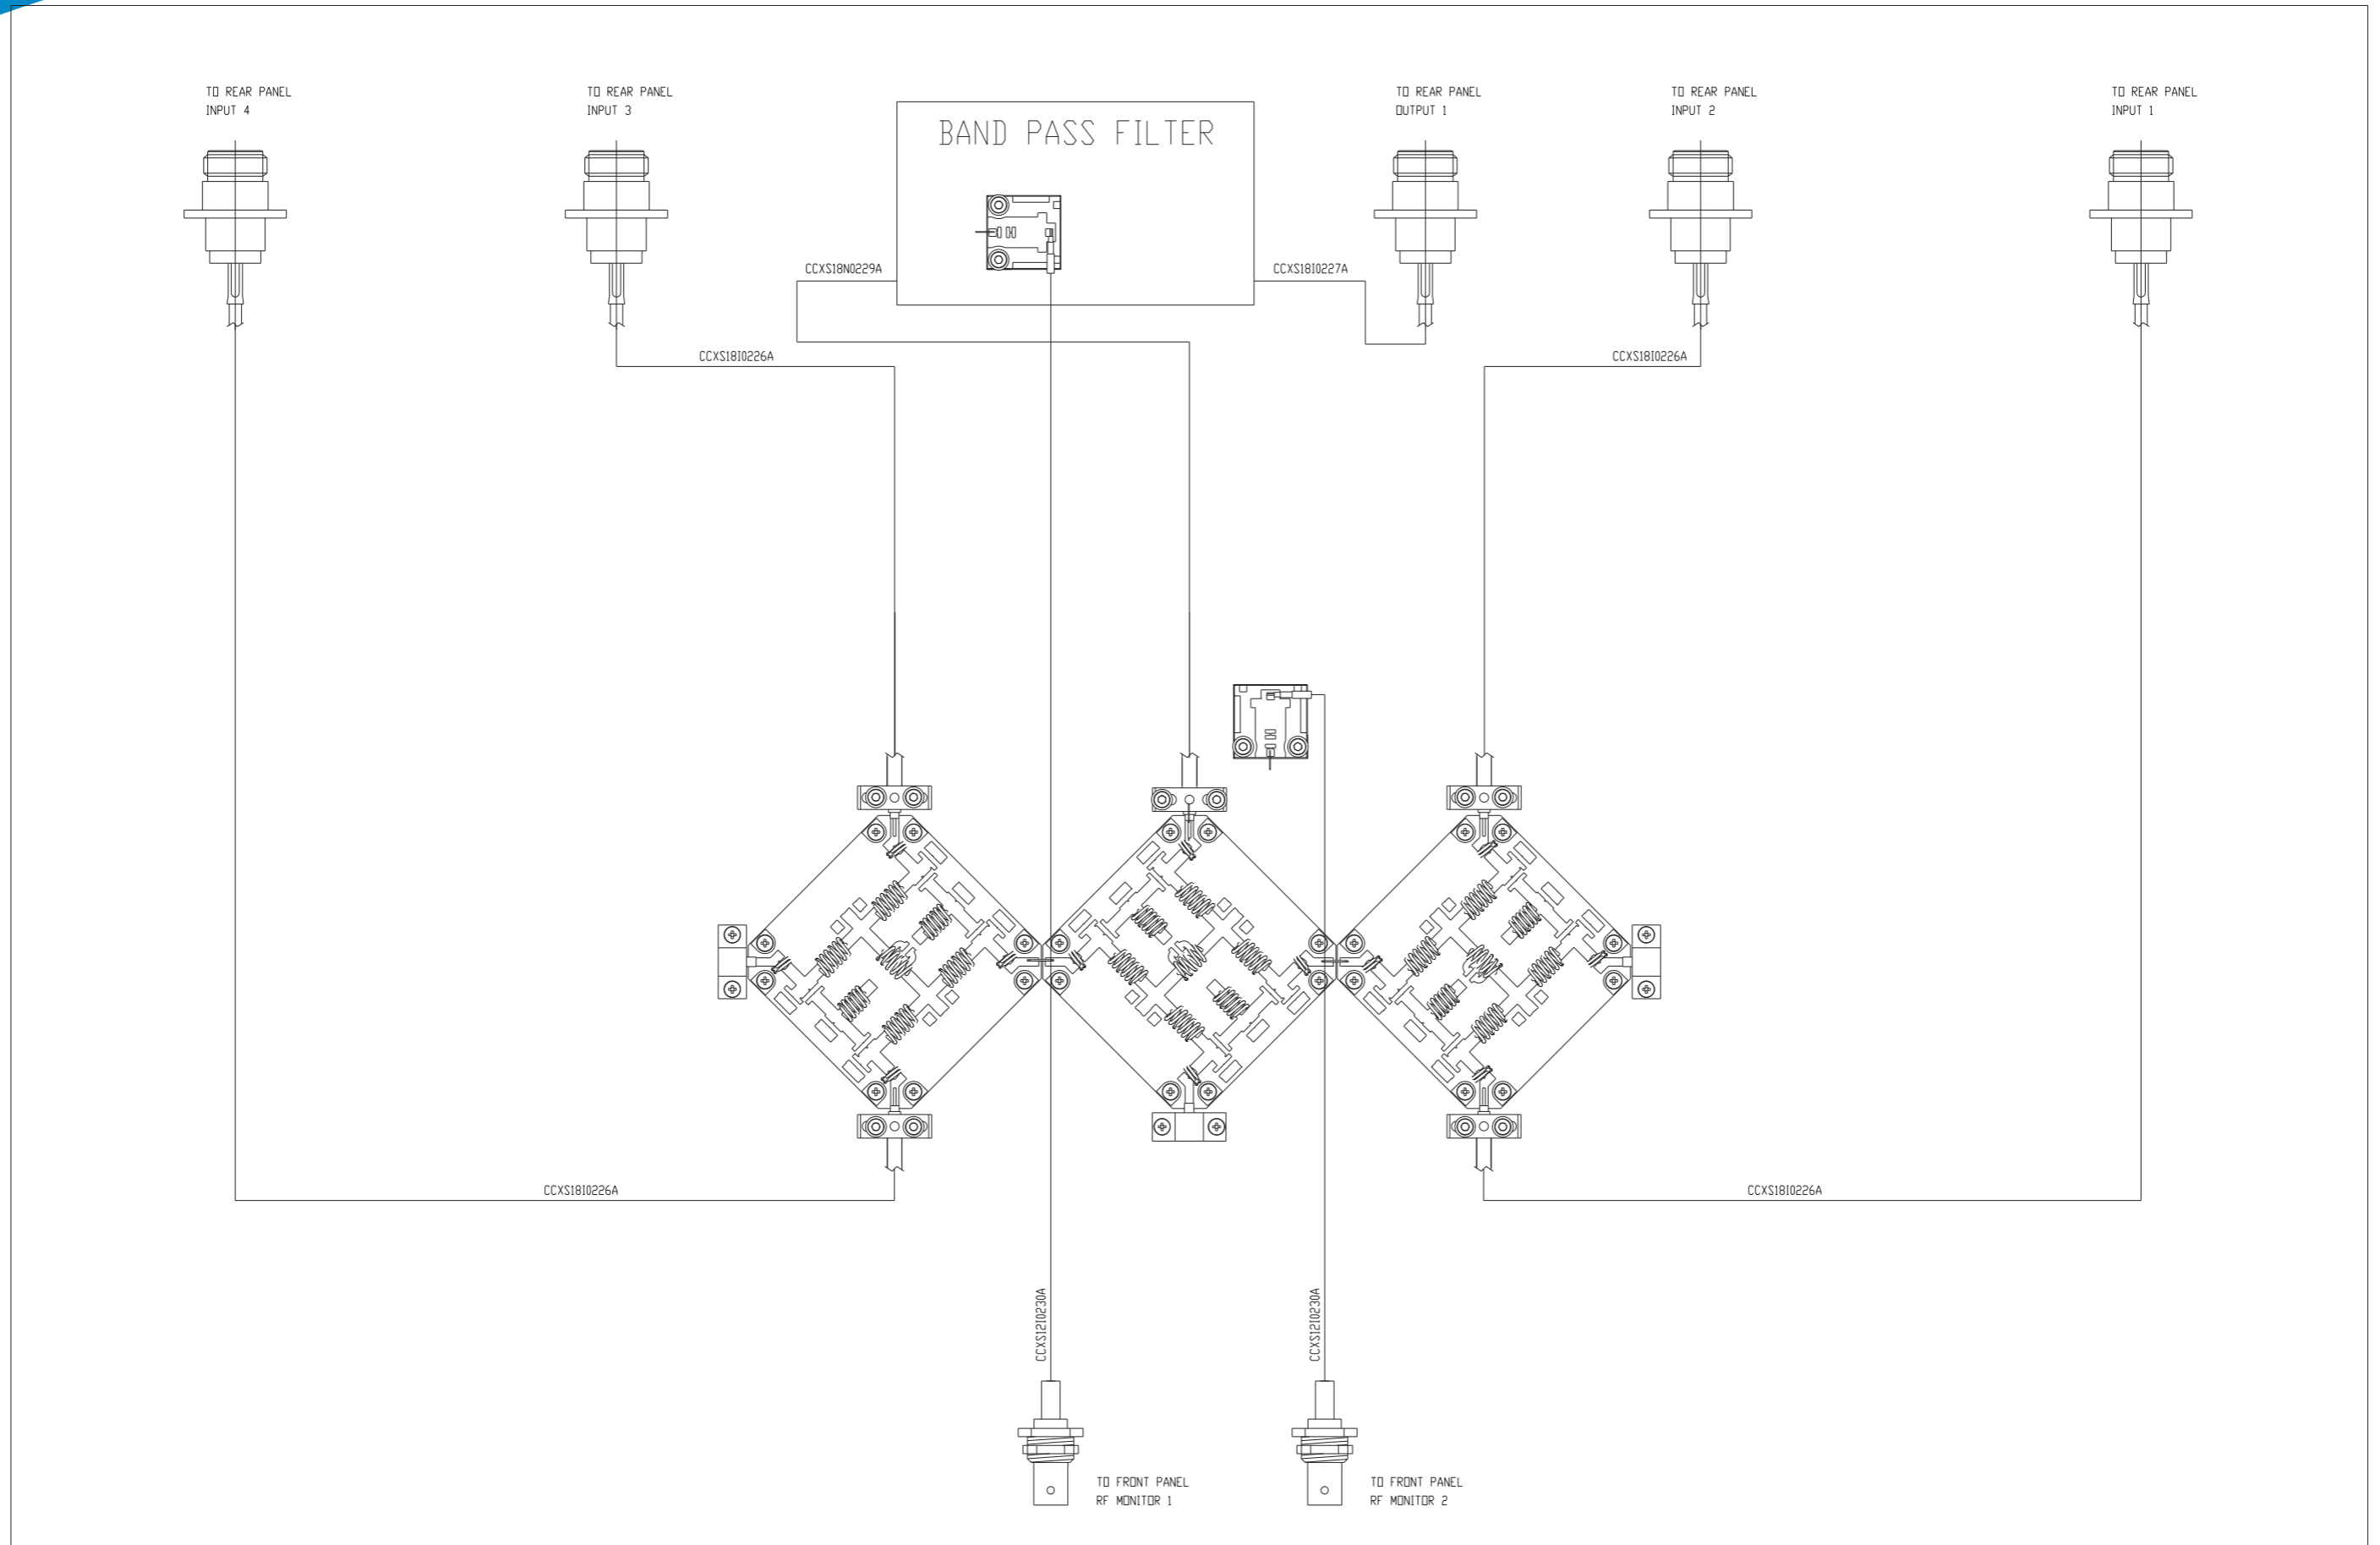 TO REAR PANEL
INPUT 4
TO REAR PANEL
INPUT 3
TO REAR PANEL
OUTPUT 1
TO REAR PANEL
INPUT 2
TO REAR PANEL
INPUT 1
BAND PASS FILTER
CCXS18N0229A
CCXS18I0227A
CCXS18I0226A
CCXS18I0226A
CCXS18I0226A
CCXS18I0226A
CCXS12I0230A
CCXS12I0230A
TO FRONT PANEL
RF MONITOR 1
TO FRONT PANEL
RF MONITOR 2